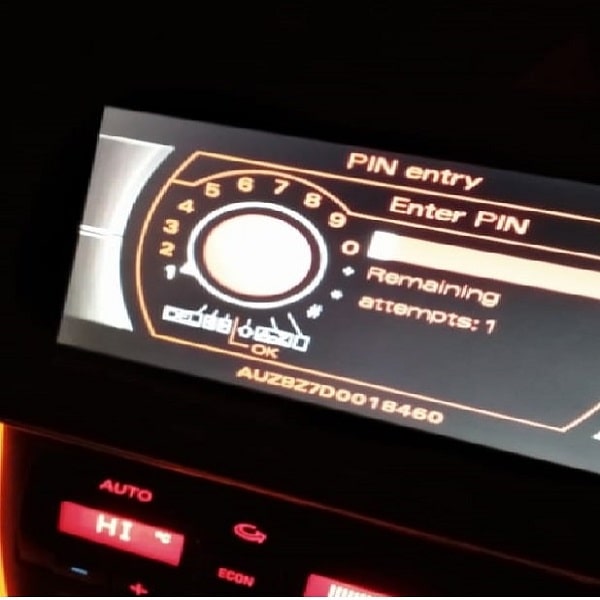 PIN entry
Enter PIN
1 2 3 4 5 6 7 8 9 0 + * #
Remaining
attempts: 1
OK
AUZ8Z7D0018460
AUTO
HI °C
ECON
- +